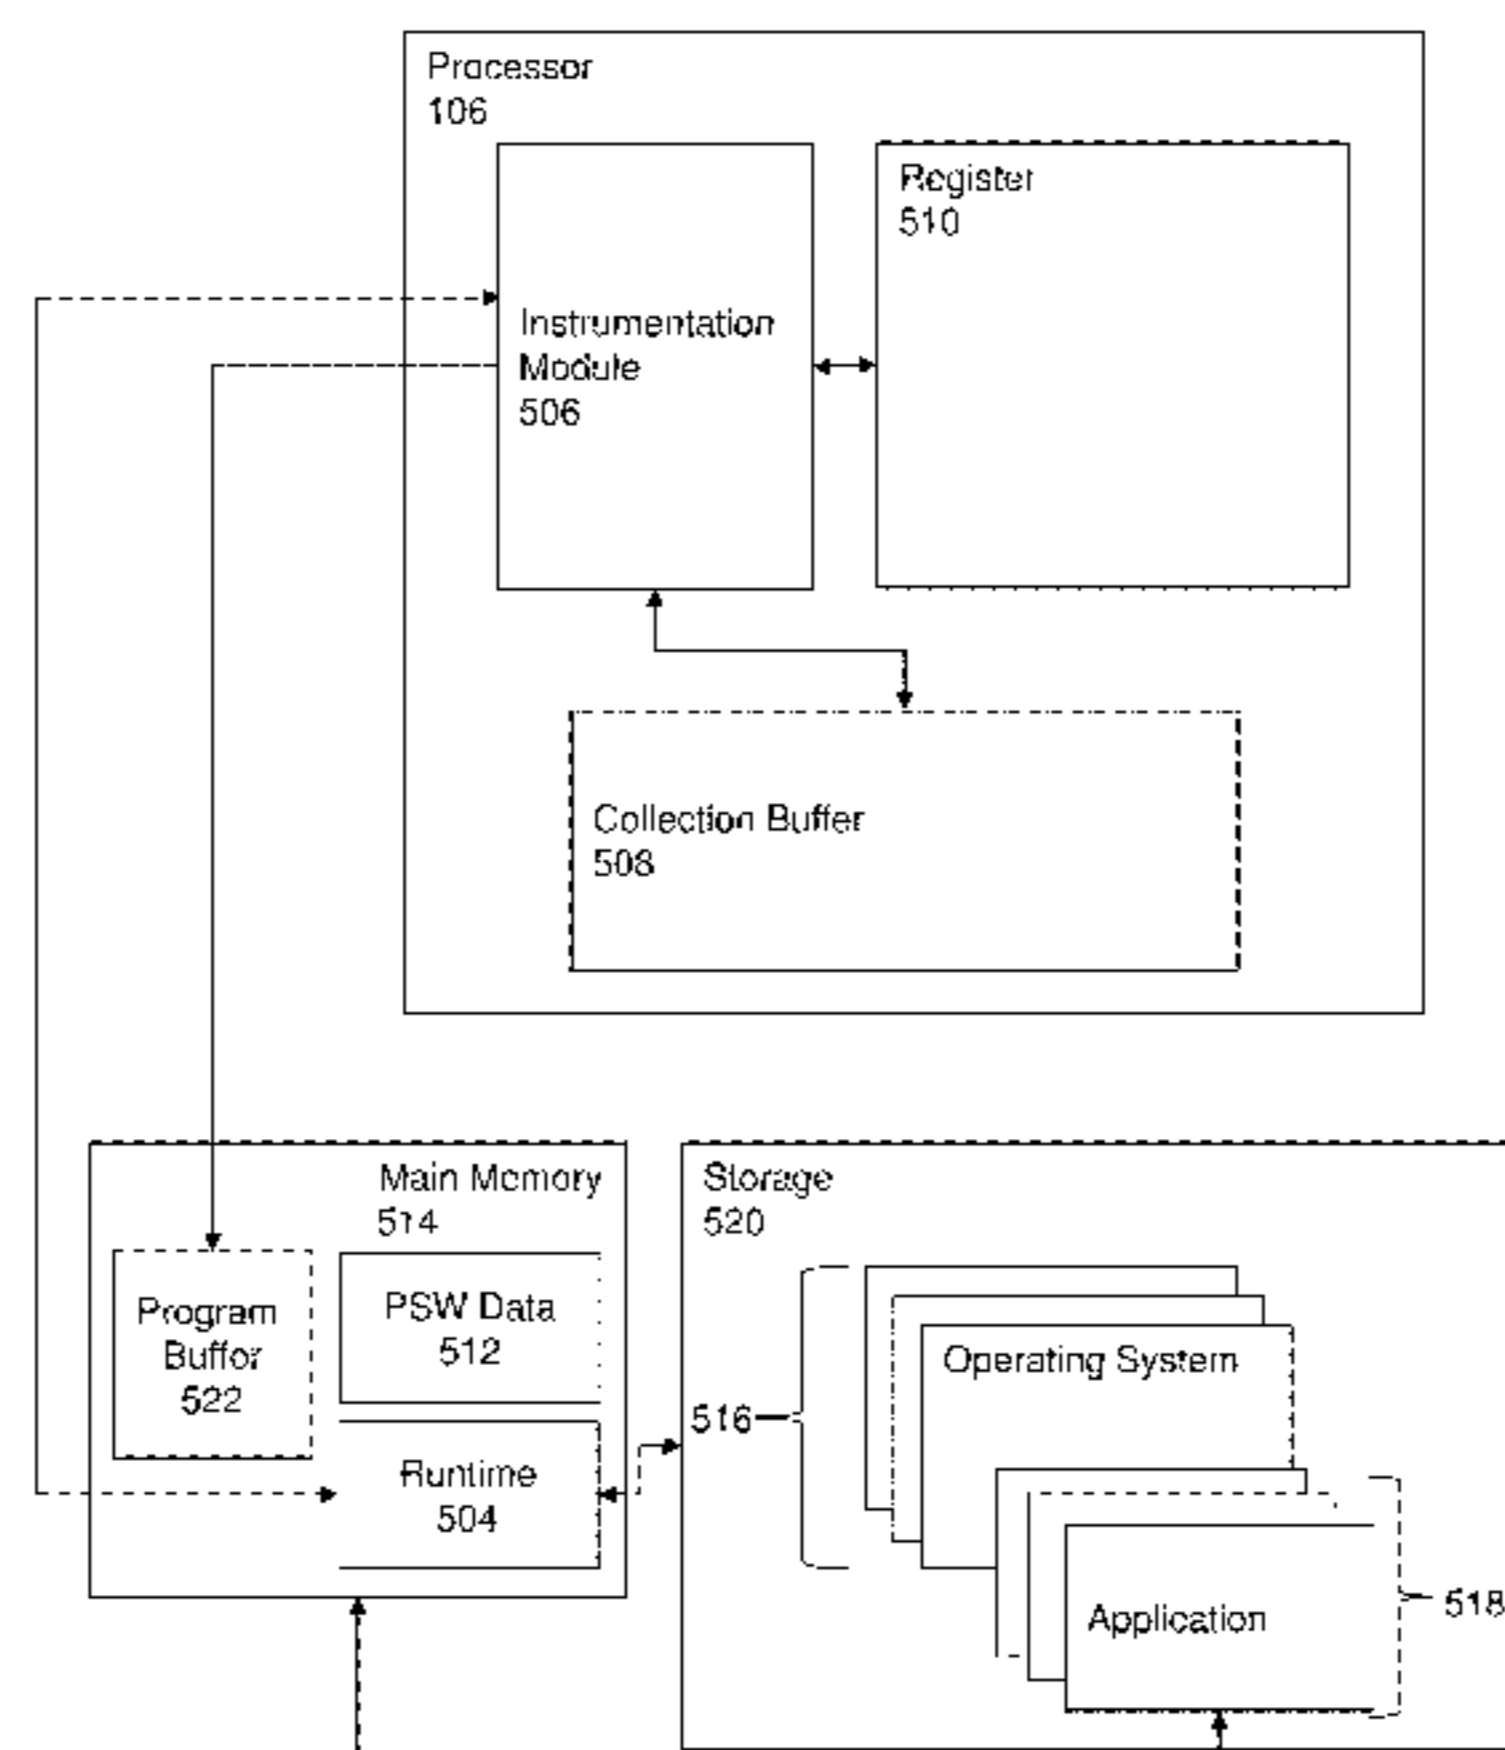 Processor
106
Register
510
Instrumentation
Module
506
Collection Buffer
508
Main Memory
514
Program
Buffer
522
PSW Data
512
Runtime
504
Storage
520
516
Operating System
Application
518